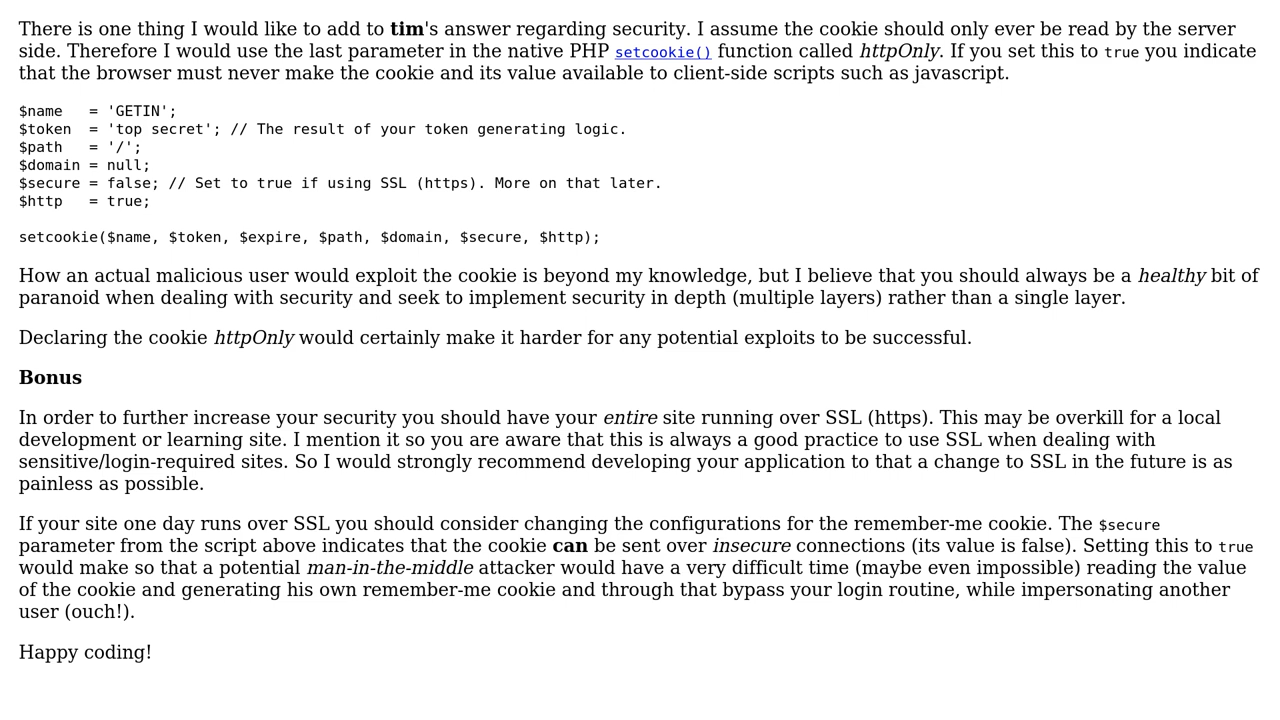 There is one thing I would like to add to tim's answer regarding security. I assume the cookie should only ever be read by the server
side. Therefore I would use the last parameter in the native PHP setcookie() function called httpOnly. If you set this to true you indicate
that the browser must never make the cookie and its value available to client-side scripts such as javascript.
$name   = 'GETIN';
$token  = 'top secret'; // The result of your token generating logic.
$path   = '/';
$domain = null;
$secure = false; // Set to true if using SSL (https). More on that later.
$http   = true;
setcookie($name, $token, $expire, $path, $domain, $secure, $http);
How an actual malicious user would exploit the cookie is beyond my knowledge, but I believe that you should always be a healthy bit of
paranoid when dealing with security and seek to implement security in depth (multiple layers) rather than a single layer.
Declaring the cookie httpOnly would certainly make it harder for any potential exploits to be successful.
Bonus
In order to further increase your security you should have your entire site running over SSL (https). This may be overkill for a local
development or learning site. I mention it so you are aware that this is always a good practice to use SSL when dealing with
sensitive/login-required sites. So I would strongly recommend developing your application to that a change to SSL in the future is as
painless as possible.
If your site one day runs over SSL you should consider changing the configurations for the remember-me cookie. The $secure
parameter from the script above indicates that the cookie can be sent over insecure connections (its value is false). Setting this to true
would make so that a potential man-in-the-middle attacker would have a very difficult time (maybe even impossible) reading the value
of the cookie and generating his own remember-me cookie and through that bypass your login routine, while impersonating another
user (ouch!).
Happy coding!